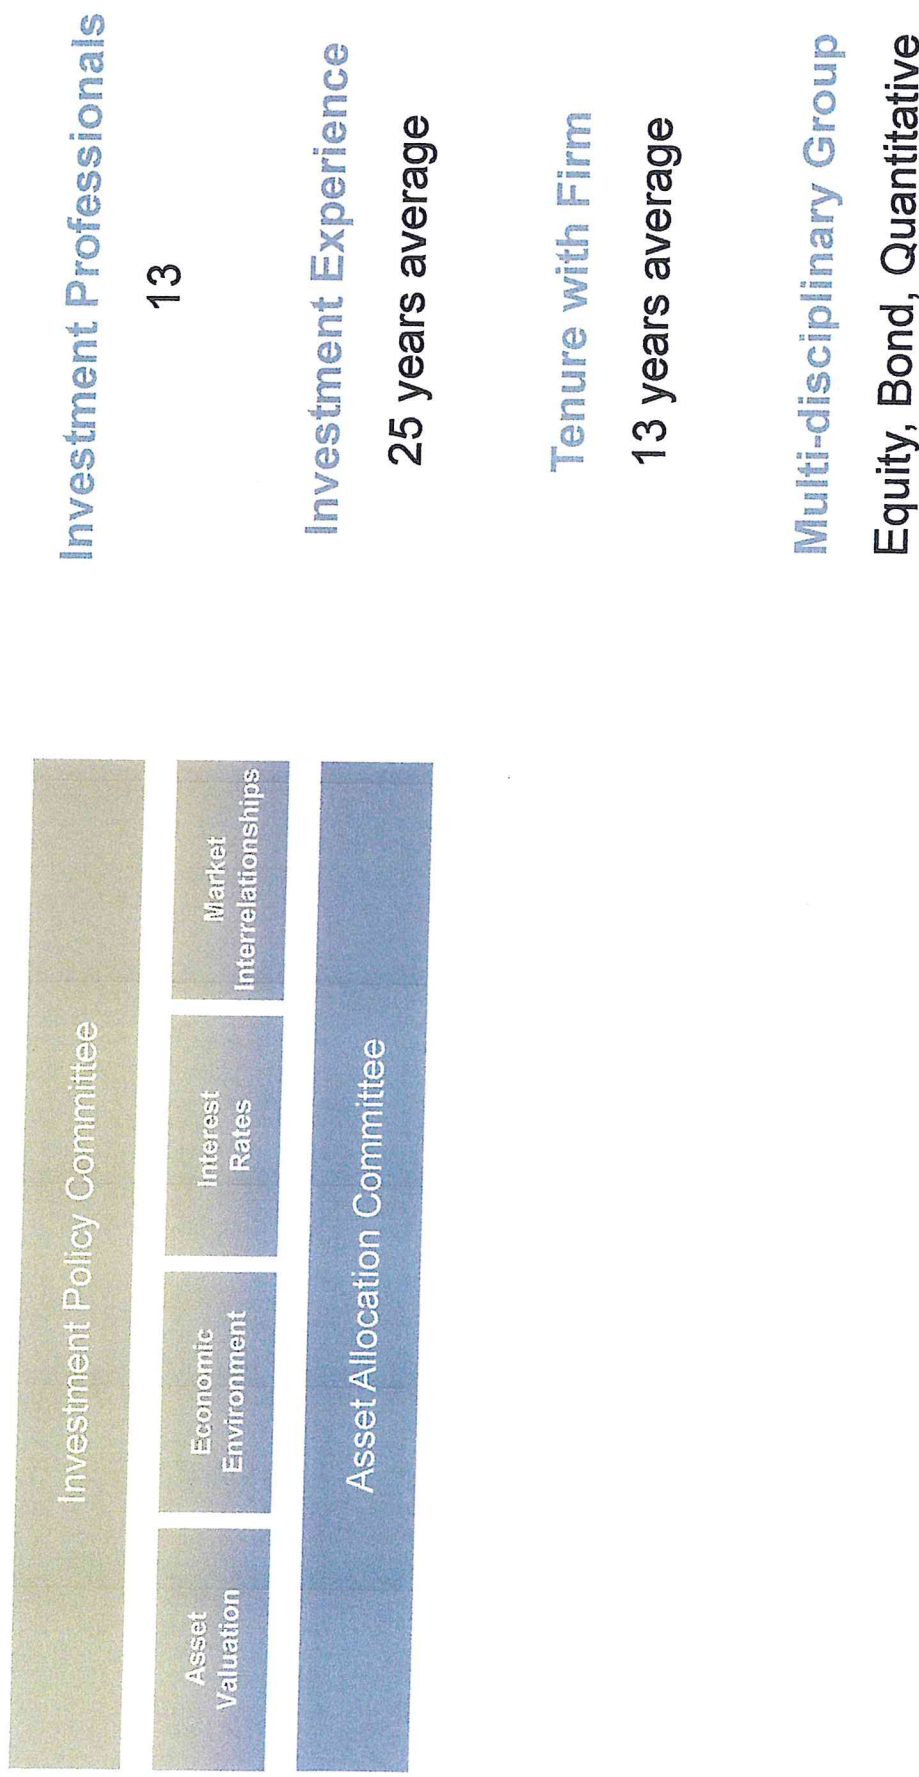 Investment Policy Committee
Asset
Valuation
Economic
Environment
Interest
Rates
Market
Interrelationships
Asset Allocation Committee
Investment Professionals
13
Investment Experience
25 years average
Tenure with Firm
13 years average
Multi-disciplinary Group
Equity, Bond, Quantitative